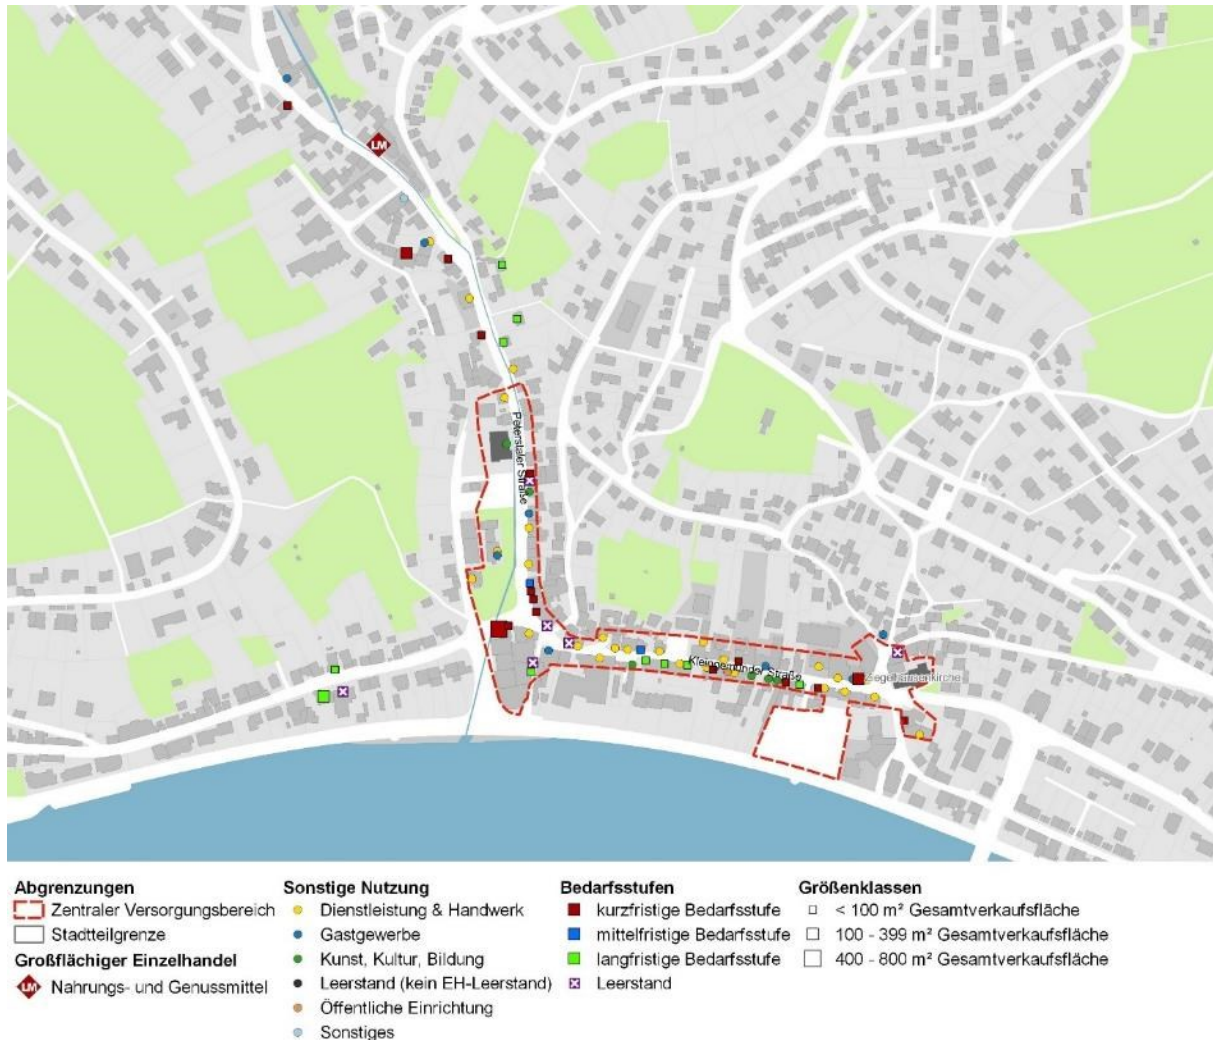 LM
Peterstaler Straße
Kleingemünder Straße
Abgrenzungen
Zentraler Versorgungsbereich
Stadtteilgrenze
Großflächiger Einzelhandel
LM Nahrungs- und Genussmittel
Sonstige Nutzung
Dienstleistung & Handwerk
Gastgewerbe
Kunst, Kultur, Bildung
Leerstand (kein EH-Leerstand)
Öffentliche Einrichtung
Sonstiges
Bedarfsstufen
kurzfristige Bedarfsstufe
mittelfristige Bedarfsstufe
langfristige Bedarfsstufe
Leerstand
Größenklassen
< 100 m² Gesamtverkaufsfläche
100 - 399 m² Gesamtverkaufsfläche
400 - 800 m² Gesamtverkaufsfläche